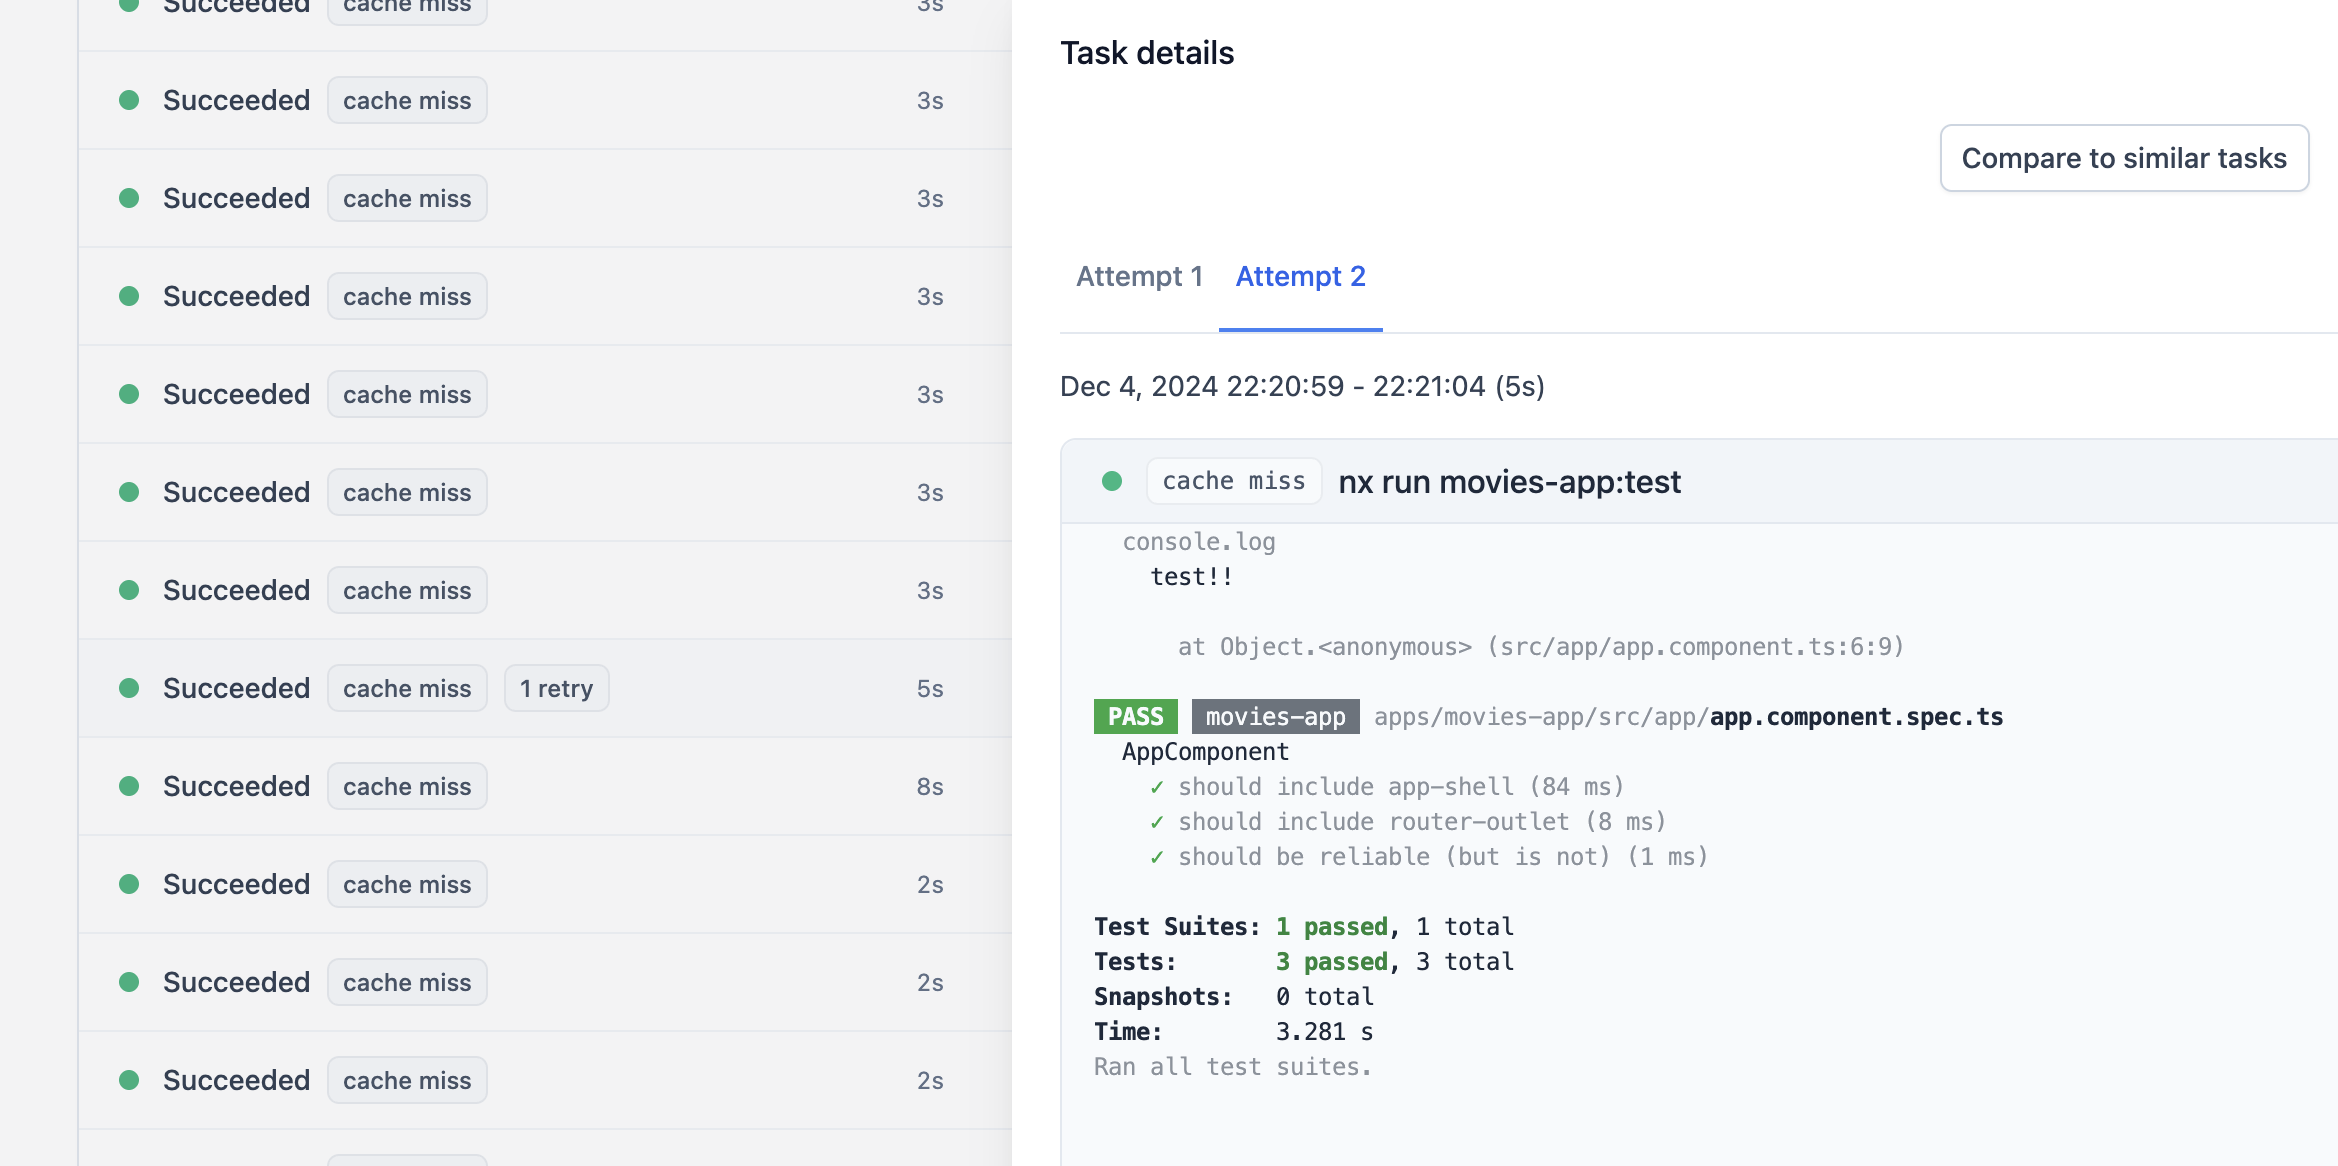 Succeeded cache miss 3s
Succeeded cache miss 3s
Succeeded cache miss 3s
Succeeded cache miss 3s
Succeeded cache miss 3s
Succeeded cache miss 3s
Succeeded cache miss 3s
Succeeded cache miss 1 retry 5s
Succeeded cache miss 8s
Succeeded cache miss 2s
Succeeded cache miss 2s
Succeeded cache miss 2s
Task details
Compare to similar tasks
Attempt 1 Attempt 2
Dec 4, 2024 22:20:59 - 22:21:04 (5s)
cache miss nx run movies-app:test
console.log
test!!
at Object.<anonymous> (src/app/app.component.ts:6:9)
PASS movies-app apps/movies-app/src/app/app.component.spec.ts
AppComponent
✓ should include app-shell (84 ms)
✓ should include router-outlet (8 ms)
✓ should be reliable (but is not) (1 ms)
Test Suites: 1 passed, 1 total
Tests: 3 passed, 3 total
Snapshots: 0 total
Time: 3.281 s
Ran all test suites.